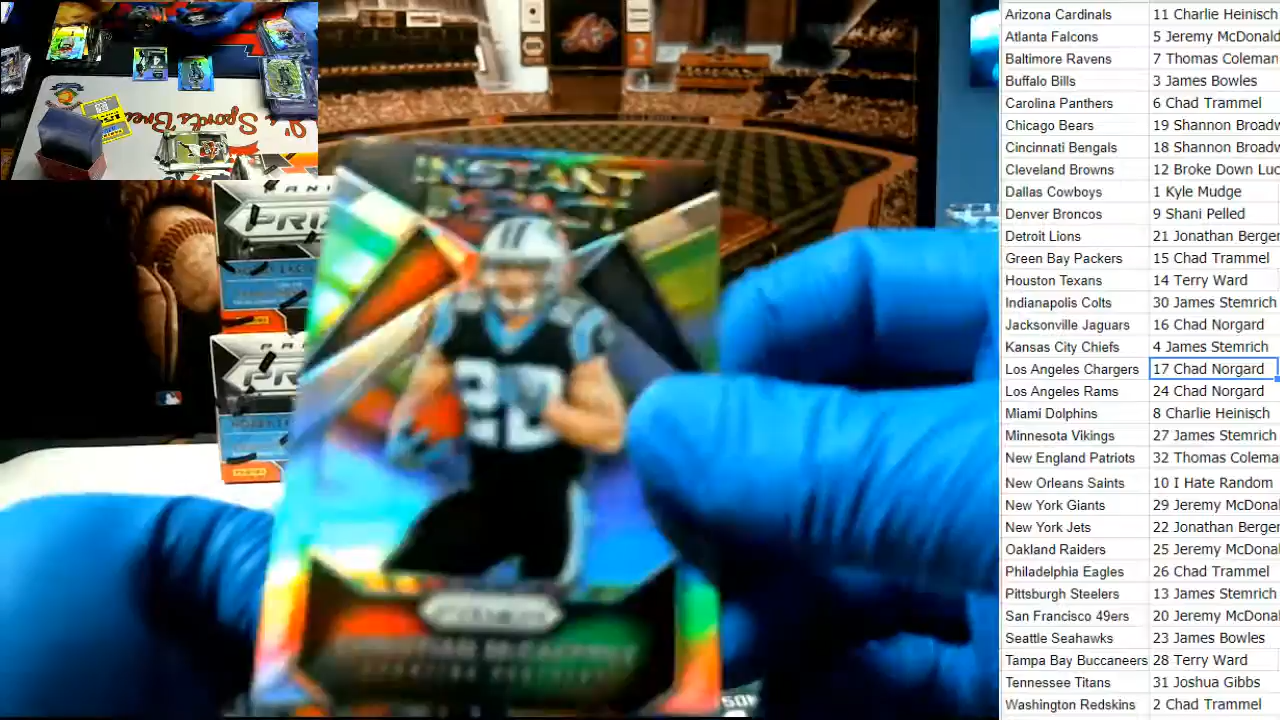 INSTANT
22
CHRISTIAN McCAFFREY
CAROLINA PANTHERS
PRIZM
Arizona Cardinals 11 Charlie Heinisch
Atlanta Falcons 5 Jeremy McDonald
Baltimore Ravens 7 Thomas Coleman
Buffalo Bills 3 James Bowles
Carolina Panthers 6 Chad Trammel
Chicago Bears 19 Shannon Broadw
Cincinnati Bengals 18 Shannon Broadw
Cleveland Browns 12 Broke Down Luc
Dallas Cowboys 1 Kyle Mudge
Denver Broncos 9 Shani Pelled
Detroit Lions 21 Jonathan Berger
Green Bay Packers 15 Chad Trammel
Houston Texans 14 Terry Ward
Indianapolis Colts 30 James Stemrich
Jacksonville Jaguars 16 Chad Norgard
Kansas City Chiefs 4 James Stemrich
Los Angeles Chargers 17 Chad Norgard
Los Angeles Rams 24 Chad Norgard
Miami Dolphins 8 Charlie Heinisch
Minnesota Vikings 27 James Stemrich
New England Patriots 32 Thomas Colema
New Orleans Saints 10 I Hate Random
New York Giants 29 Jeremy McDonal
New York Jets 22 Jonathan Berger
Oakland Raiders 25 Jeremy McDonal
Philadelphia Eagles 26 Chad Trammel
Pittsburgh Steelers 13 James Stemrich
San Francisco 49ers 20 Jeremy McDonal
Seattle Seahawks 23 James Bowles
Tampa Bay Buccaneers 28 Terry Ward
Tennessee Titans 31 Joshua Gibbs
Washington Redskins 2 Chad Trammel